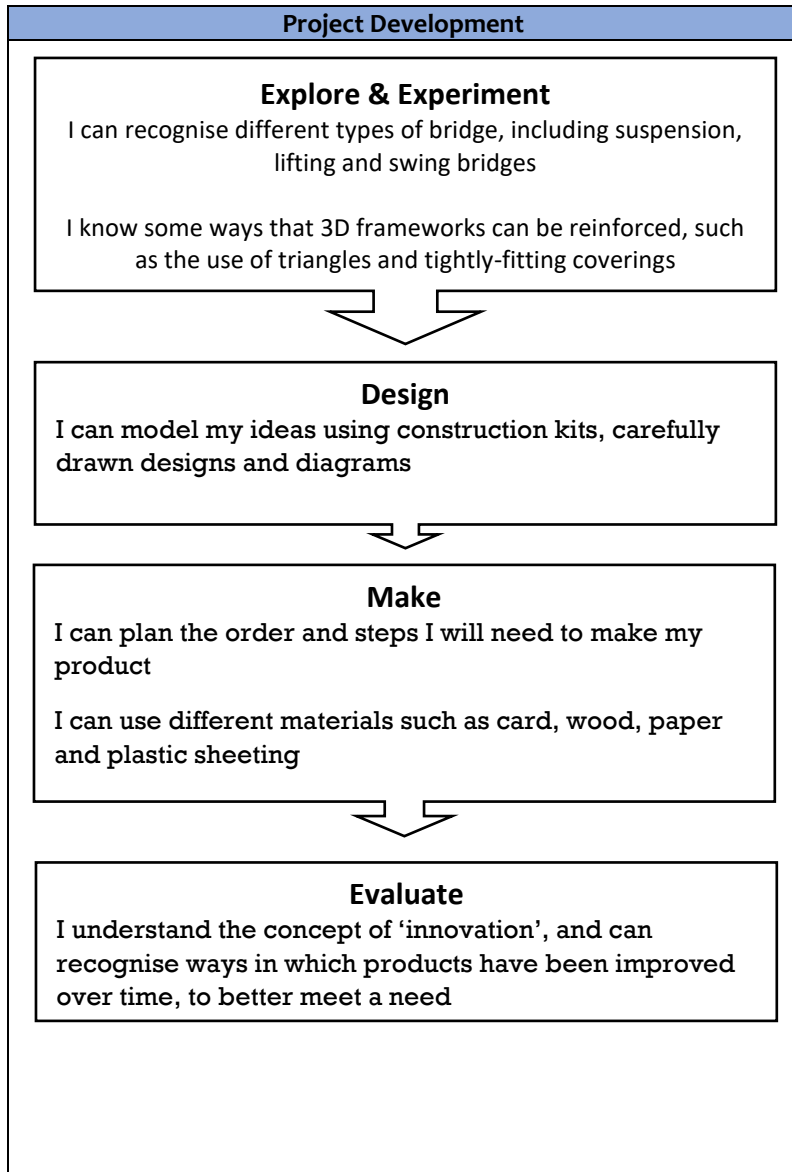 Project Development
Explore & Experiment
I can recognise different types of bridge, including suspension,
lifting and swing bridges
I know some ways that 3D frameworks can be reinforced, such
as the use of triangles and tightly-fitting coverings
Design
I can model my ideas using construction kits, carefully
drawn designs and diagrams
Make
I can plan the order and steps I will need to make my
product
I can use different materials such as card, wood, paper
and plastic sheeting
Evaluate
I understand the concept of ‘innovation’, and can
recognise ways in which products have been improved
over time, to better meet a need